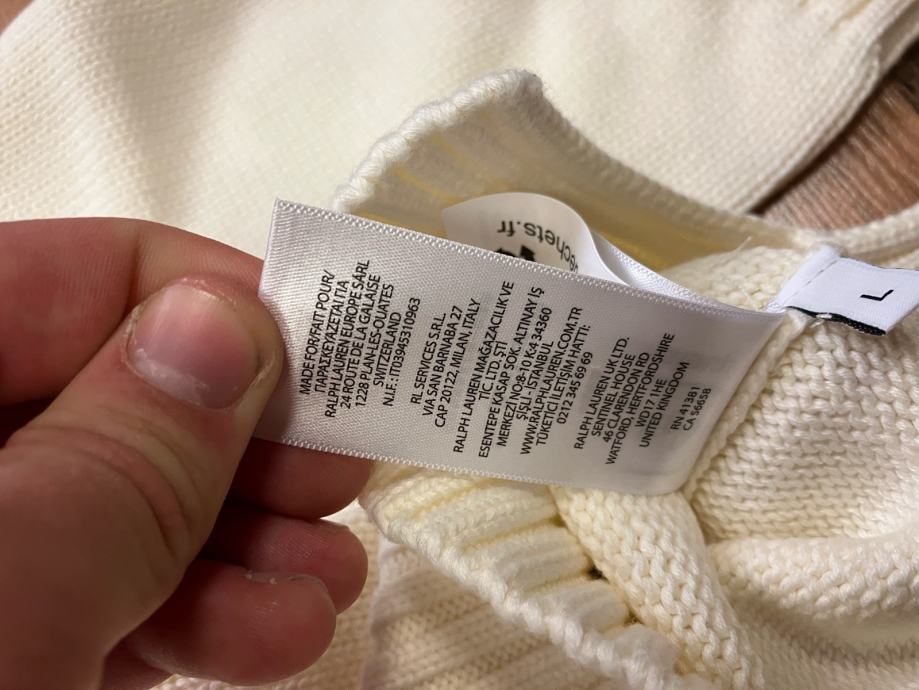 MADE FOR/FAIT POUR/
ΠΑΡΑΣΚΕΥΑΖΕΤΑΙ ΓΙΑ
RALPH LAUREN EUROPE SÀRL
24 ROUTE DE LA GALAISE
1228 PLAN-LES-OUATES
SWITZERLAND
N.I.F.: IT03945310963
RL SERVICES S.R.L.
VIA SAN BARNABA 27
CAP 20122, MILAN, ITALY
RALPH LAUREN MAĞAZACILIK VE
TİC. LTD. ŞTİ
ESENTEPE KASAP SOK. ALTINAY İŞ
MERKEZİ NO:8-10 K:3 34360
ŞİŞLİ - İSTANBUL
WWW.RALPHLAUREN.COM.TR
TÜKETİCİ İLETİŞİM HATTI:
0212 345 69 69
RALPH LAUREN UK LTD.
SENTINEL HOUSE
46 CLARENDON RD
WATFORD, HERTFORDSHIRE
WD17 1HE
UNITED KINGDOM
RN 41381
CA 56658
chets.fr
L